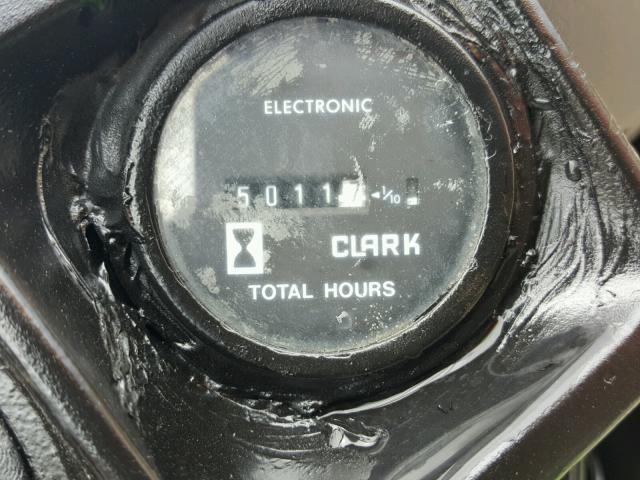 ELECTRONIC
5011 ◄1/10
CLARK
TOTAL HOURS